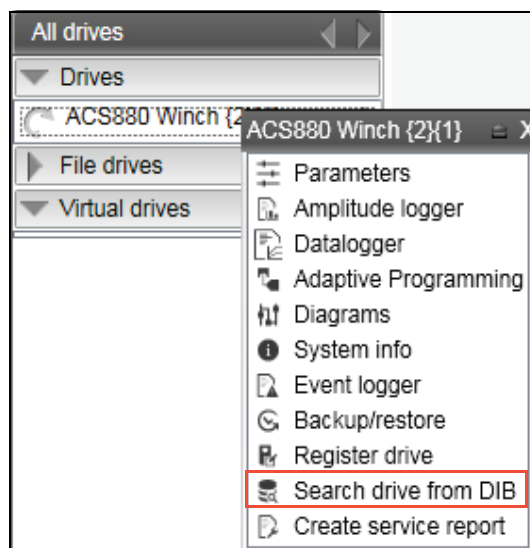 All drives
Drives
ACS880 Winch {2
File drives
Virtual drives
ACS880 Winch {2}{1}
X
Parameters
Amplitude logger
Datalogger
Adaptive Programming
Diagrams
System info
Event logger
Backup/restore
Register drive
Search drive from DIB
Create service report